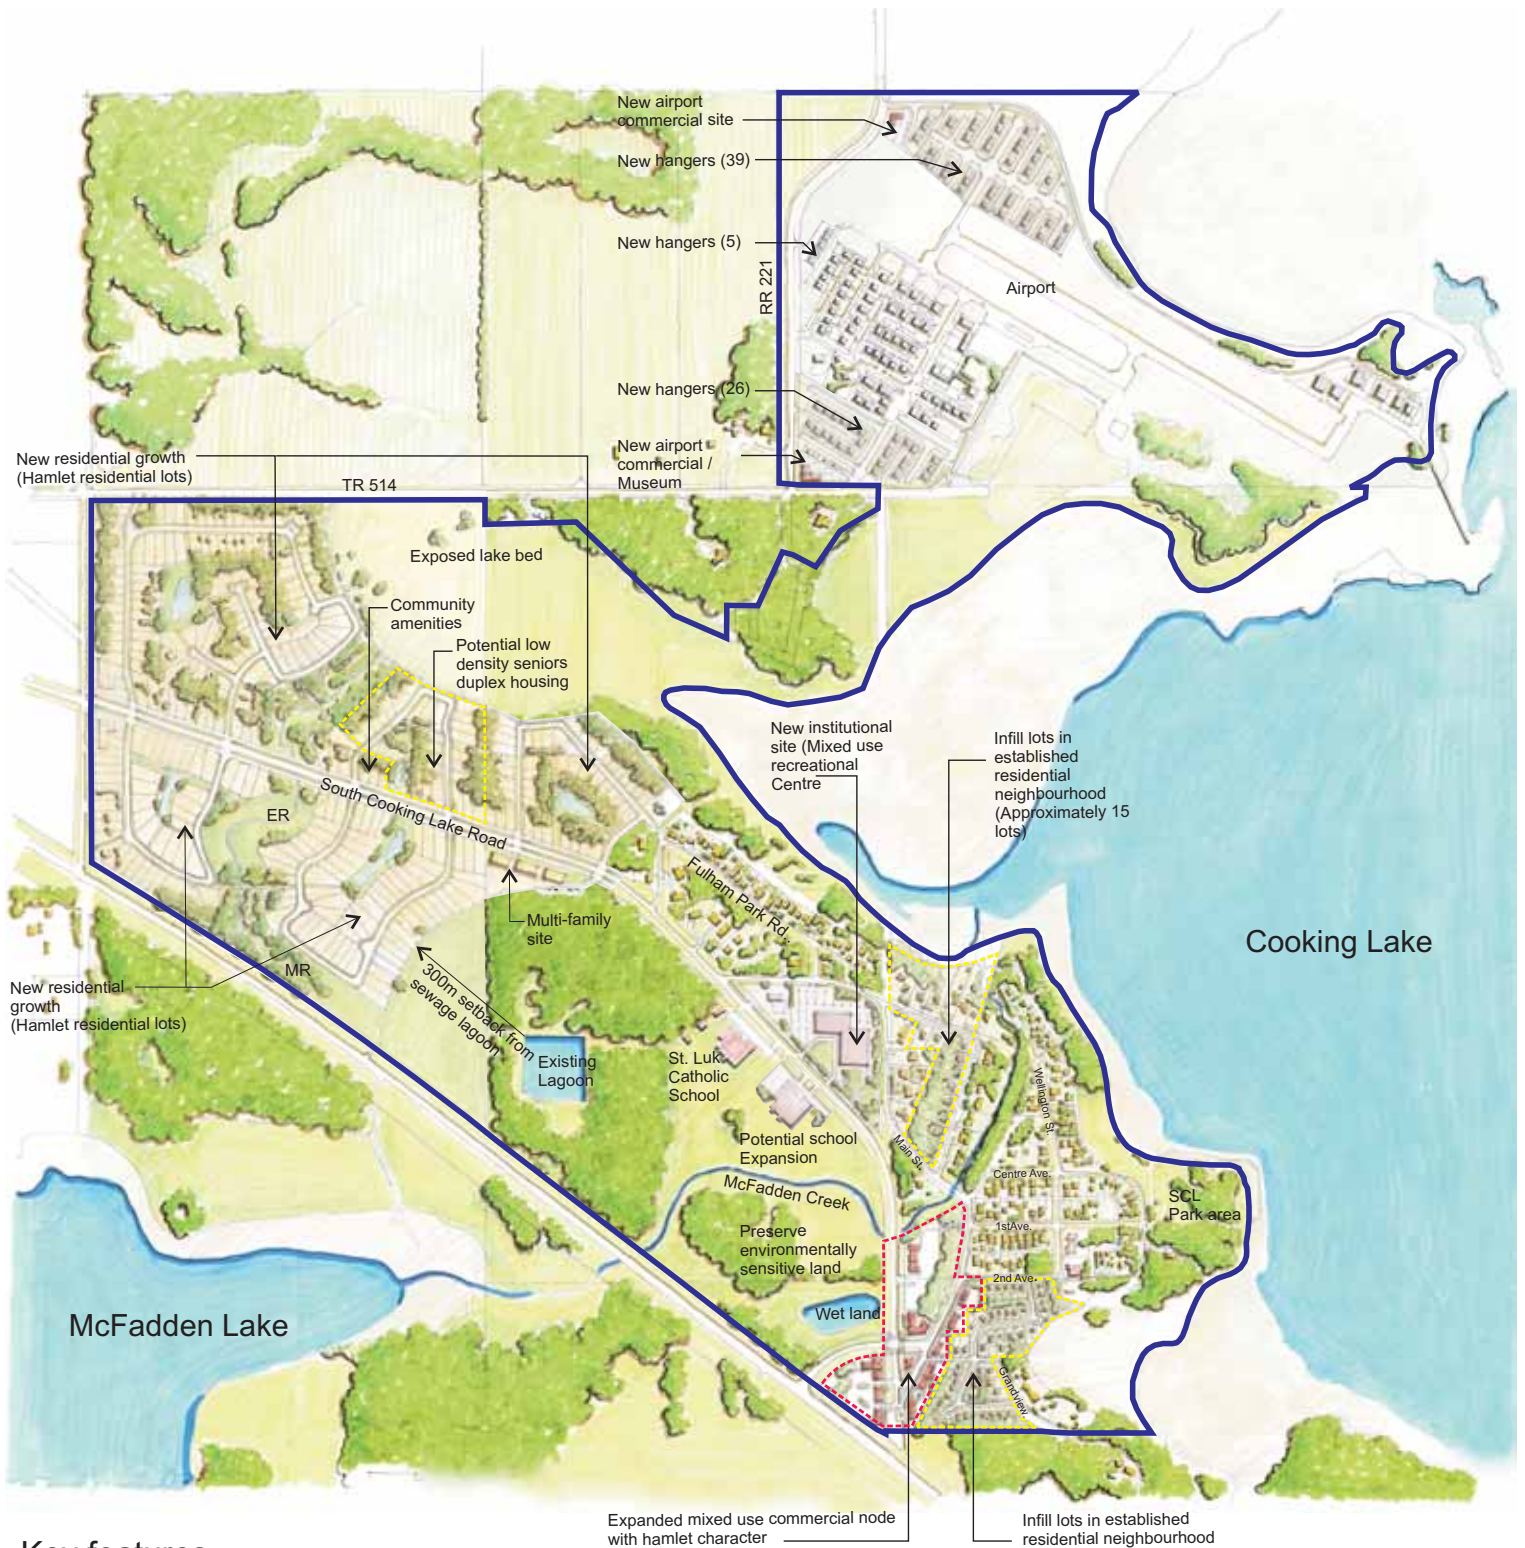 New airport
commercial site
New hangers (39)
New hangers (5)
RR 221
Airport
New hangers (26)
New airport
commercial /
Museum
New residential growth
(Hamlet residential lots)
TR 514
Exposed lake bed
Community
amenities
Potential low
density seniors
duplex housing
New institutional
site (Mixed use
recreational
Centre
Infill lots in
established
residential
neighbourhood
(Approximately 15
lots)
South Cooking Lake Road
ER
Fulham Park Rd..
Multi-family
site
Cooking Lake
MR
New residential
growth
(Hamlet residential lots)
300m setback from
sewage lagoon
Existing
Lagoon
St. Luk
Catholic
School
Wellington St.
Potential school
Expansion
Main St.
Centre Ave.
McFadden Creek
SCL
Park area
1stAve.
Preserve
environmentally
sensitive land
2nd Ave.
Wet land
McFadden Lake
Grandview
Expanded mixed use commercial node
with hamlet character
Infill lots in established
residential neighbourhood
Key features